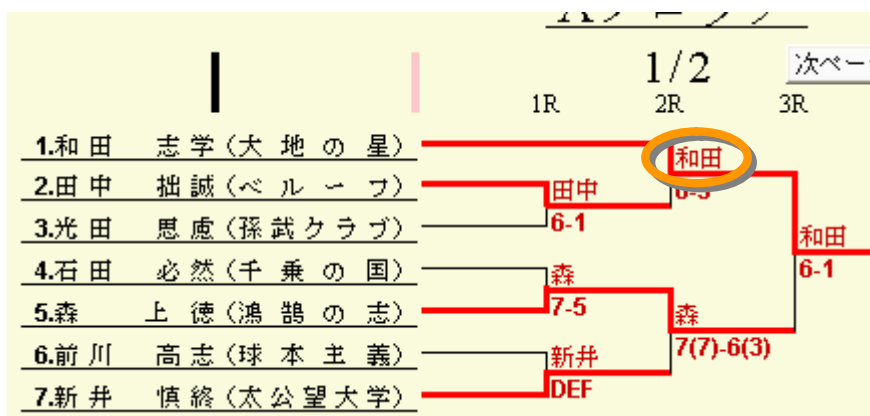 1/2
次ペー
1R 2R 3R
1.和田 志学(大地の星)
和田
2.田中 拙誠(ベルーフ)
田中
6-1
3.光田 思慮(孫武クラブ)
和田
6-1
4.石田 必然(千乗の国)
森
7-5
5.森 上徳(鴻鵠の志)
森
7(7)-6(3)
6.前川 高志(球本主義)
新井
DEF
7.新井 慎終(太公望大学)